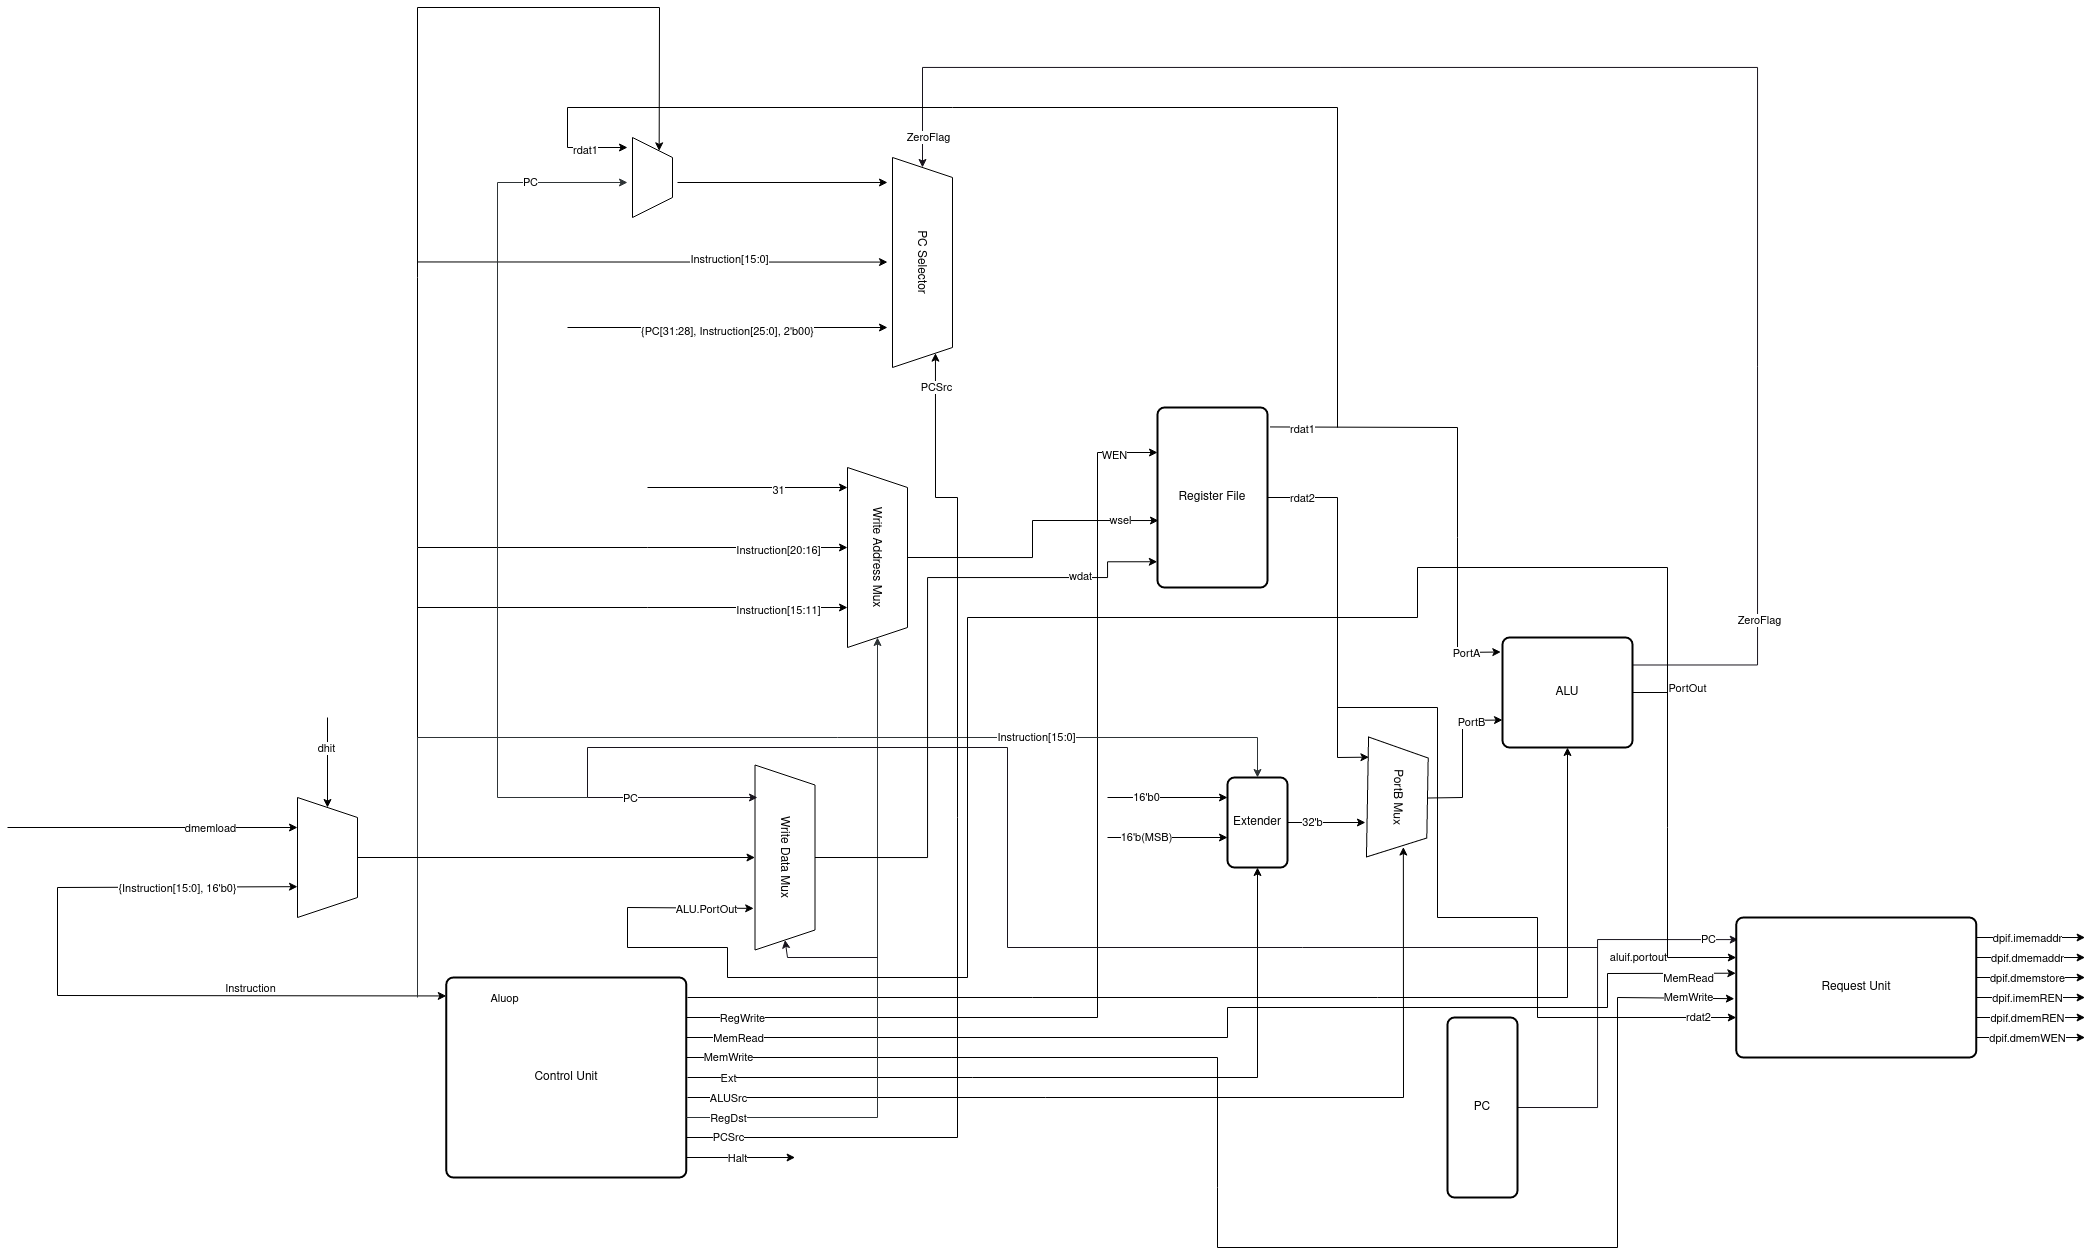 ZeroFlag
rdat1
PC
PC Selector
Instruction[15:0]
{PC[31:28], Instruction[25:0], 2'b00}
PCSrc
31
Write Address Mux
Instruction[20:16]
Instruction[15:11]
WEN
wsel
wdat
Register File
rdat1
rdat2
ZeroFlag
PortA
ALU
PortOut
PortB
dhit
Instruction[15:0]
dmemload
{Instruction[15:0], 16'b0}
PC
Write Data Mux
ALU.PortOut
16'b0
16'b(MSB)
Extender
32'b
PortB Mux
Instruction
Aluop
Control Unit
RegWrite
MemRead
MemWrite
Ext
ALUSrc
RegDst
PCSrc
Halt
PC
PC
aluif.portout
MemRead
MemWrite
rdat2
Request Unit
dpif.imemaddr
dpif.dmemaddr
dpif.dmemstore
dpif.imemREN
dpif.dmemREN
dpif.dmemWEN